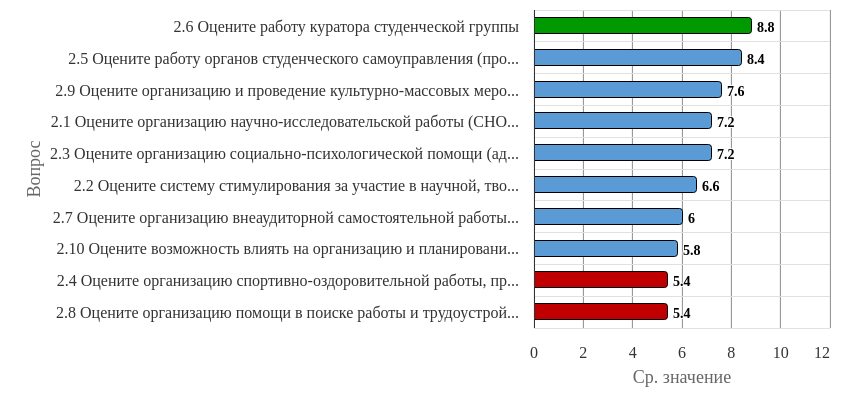 2.6 Оцените работу куратора студенческой группы
8.8
2.5 Оцените работу органов студенческого самоуправления (про...
8.4
2.9 Оцените организацию и проведение культурно-массовых меро...
7.6
2.1 Оцените организацию научно-исследовательской работы (СНО...
7.2
2.3 Оцените организацию социально-психологической помощи (ад...
7.2
2.2 Оцените систему стимулирования за участие в научной, тво...
6.6
2.7 Оцените организацию внеаудиторной самостоятельной работы...
6
2.10 Оцените возможность влиять на организацию и планировани...
5.8
2.4 Оцените организацию спортивно-оздоровительной работы, пр...
5.4
2.8 Оцените организацию помощи в поиске работы и трудоустрой...
5.4
Вопрос
0 2 4 6 8 10 12
Ср. значение